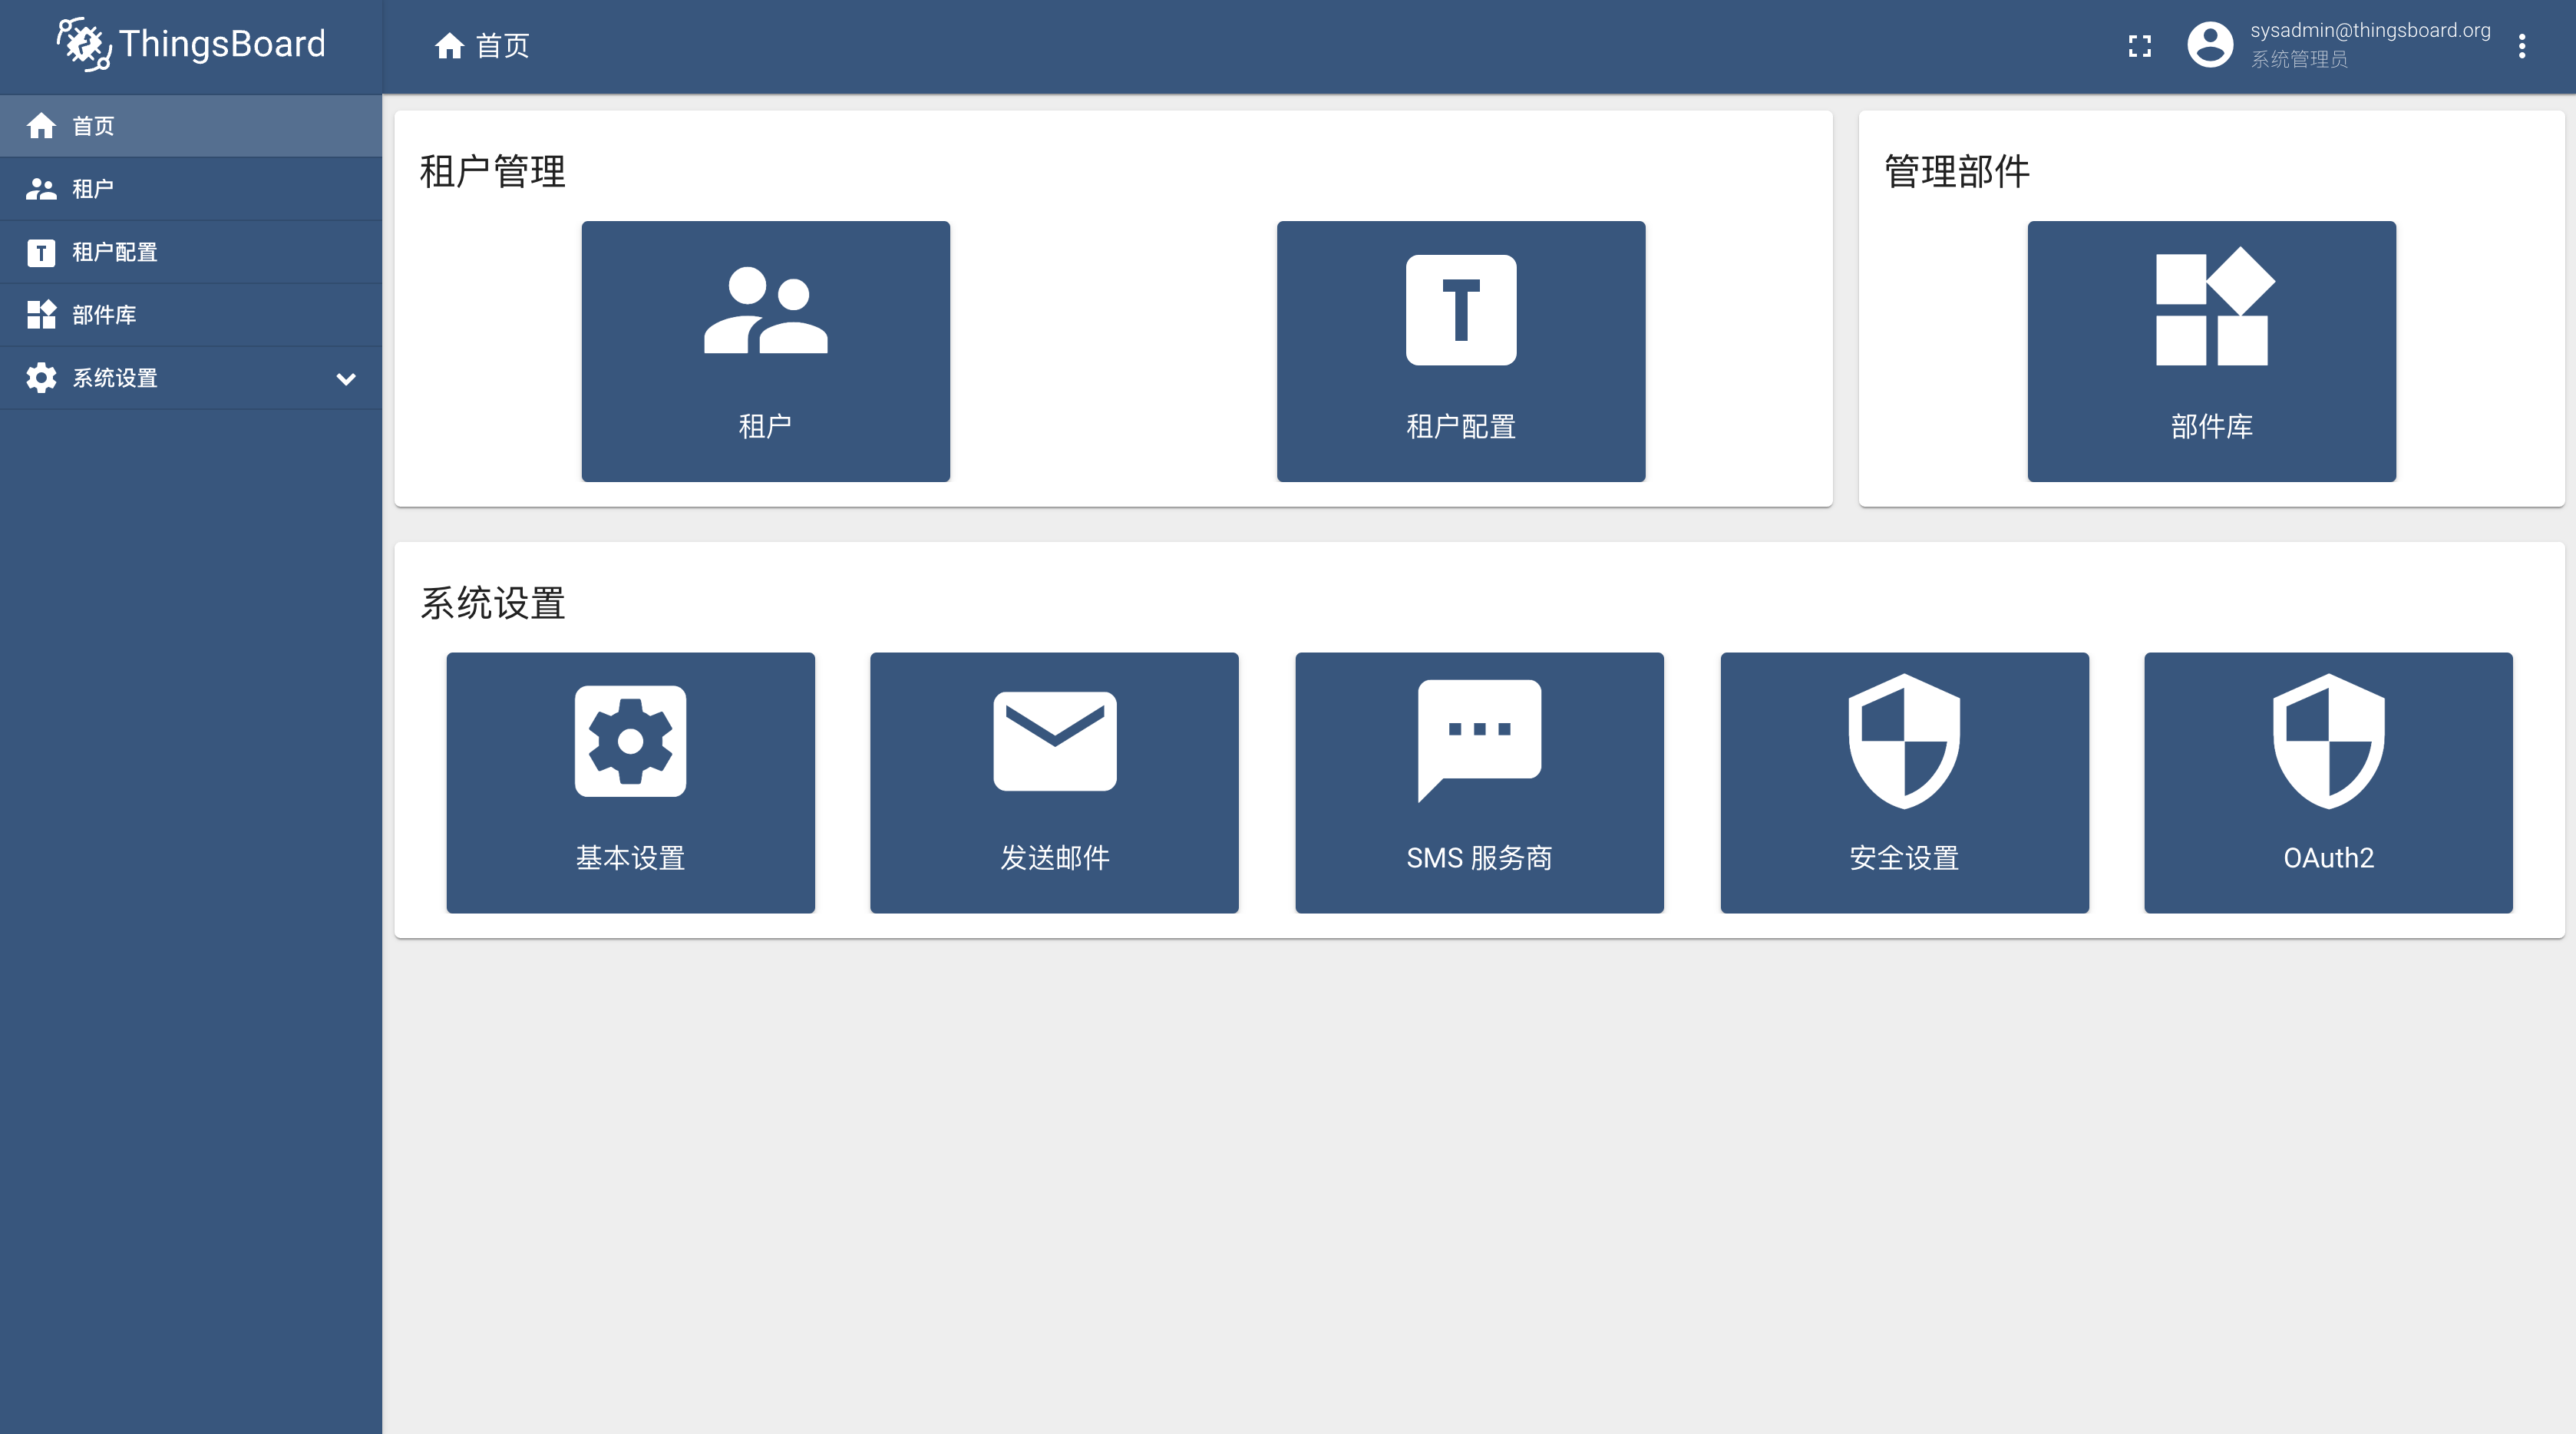 ThingsBoard
首页
sysadmin@thingsboard.org
系统管理员
首页
租户
租户配置
部件库
系统设置
租户管理
租户
租户配置
管理部件
部件库
系统设置
基本设置
发送邮件
SMS 服务商
安全设置
OAuth2